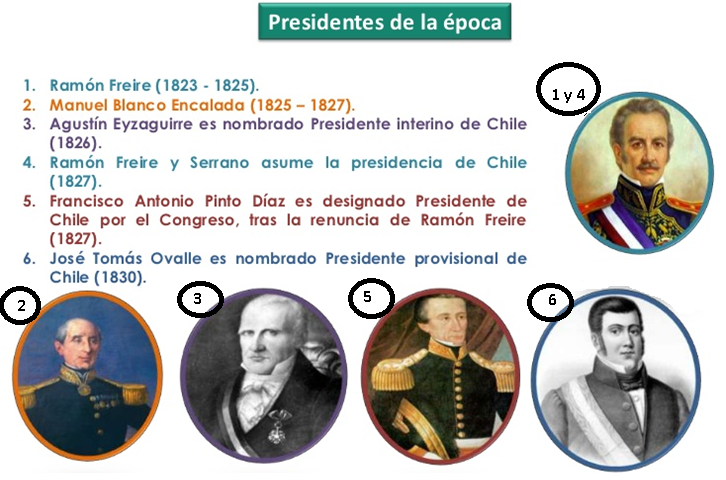 Presidentes de la época
1. Ramón Freire (1823 - 1825).
2. Manuel Blanco Encalada (1825 – 1827).
3. Agustín Eyzaguirre es nombrado Presidente interino de Chile
(1826).
4. Ramón Freire y Serrano asume la presidencia de Chile
(1827).
5. Francisco Antonio Pinto Díaz es designado Presidente de
Chile por el Congreso, tras la renuncia de Ramón Freire
(1827).
6. José Tomás Ovalle es nombrado Presidente provisional de
Chile (1830).
1 y 4
2
3
5
6